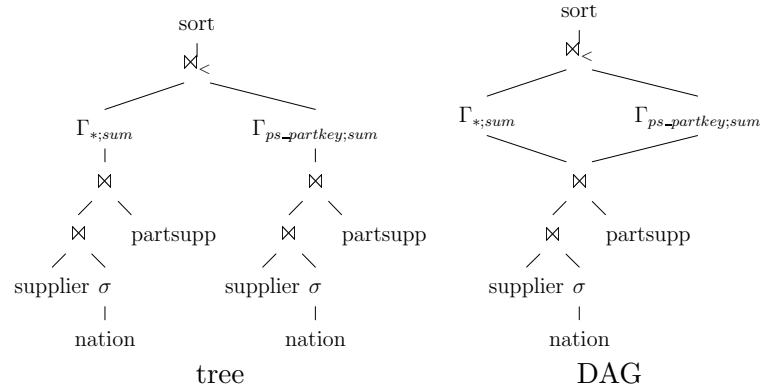 sort sort
⋈< ⋈<
Γ*;sum Γps_partkey;sum Γ*;sum Γps_partkey;sum
⋈ ⋈ ⋈
⋈ partsupp ⋈ partsupp ⋈ partsupp
supplier σ supplier σ supplier σ
nation nation nation
tree DAG